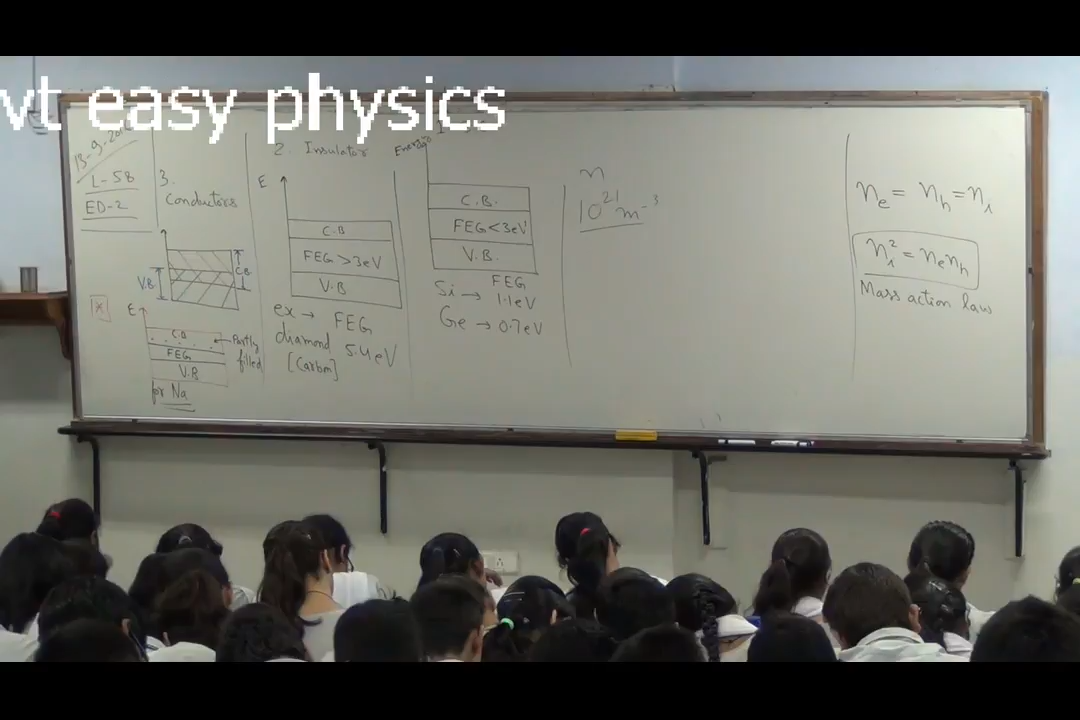 vt easy physics
L-58
ED-2
3.
Conductors
V.B
C.B.
E
C.B
FEG
V.B
Partly
filled
for Na
2. Insulator
E
C.B
FEG >3eV
V.B
ex → FEG
diamond 5.4eV
[Carbon]
Energy
C.B.
FEG<3eV
V.B.
FEG
Si → 1.1eV
Ge → 0.7eV
n
10²¹ m⁻³
nₑ = nₕ = nᵢ
nᵢ² = nₑnₕ
Mass action law